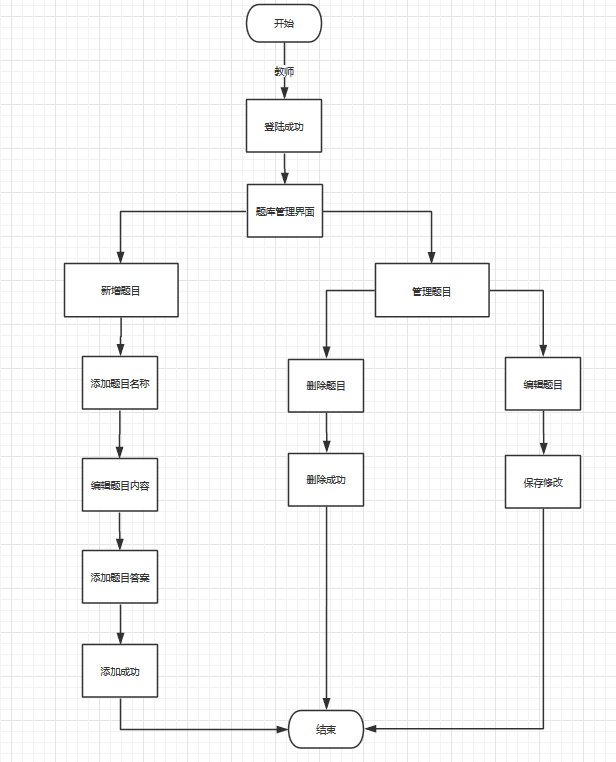 开始
教师
登陆成功
题库管理界面
新增题目
管理题目
添加题目名称
删除题目
编辑题目
编辑题目内容
删除成功
保存修改
添加题目答案
添加成功
结束